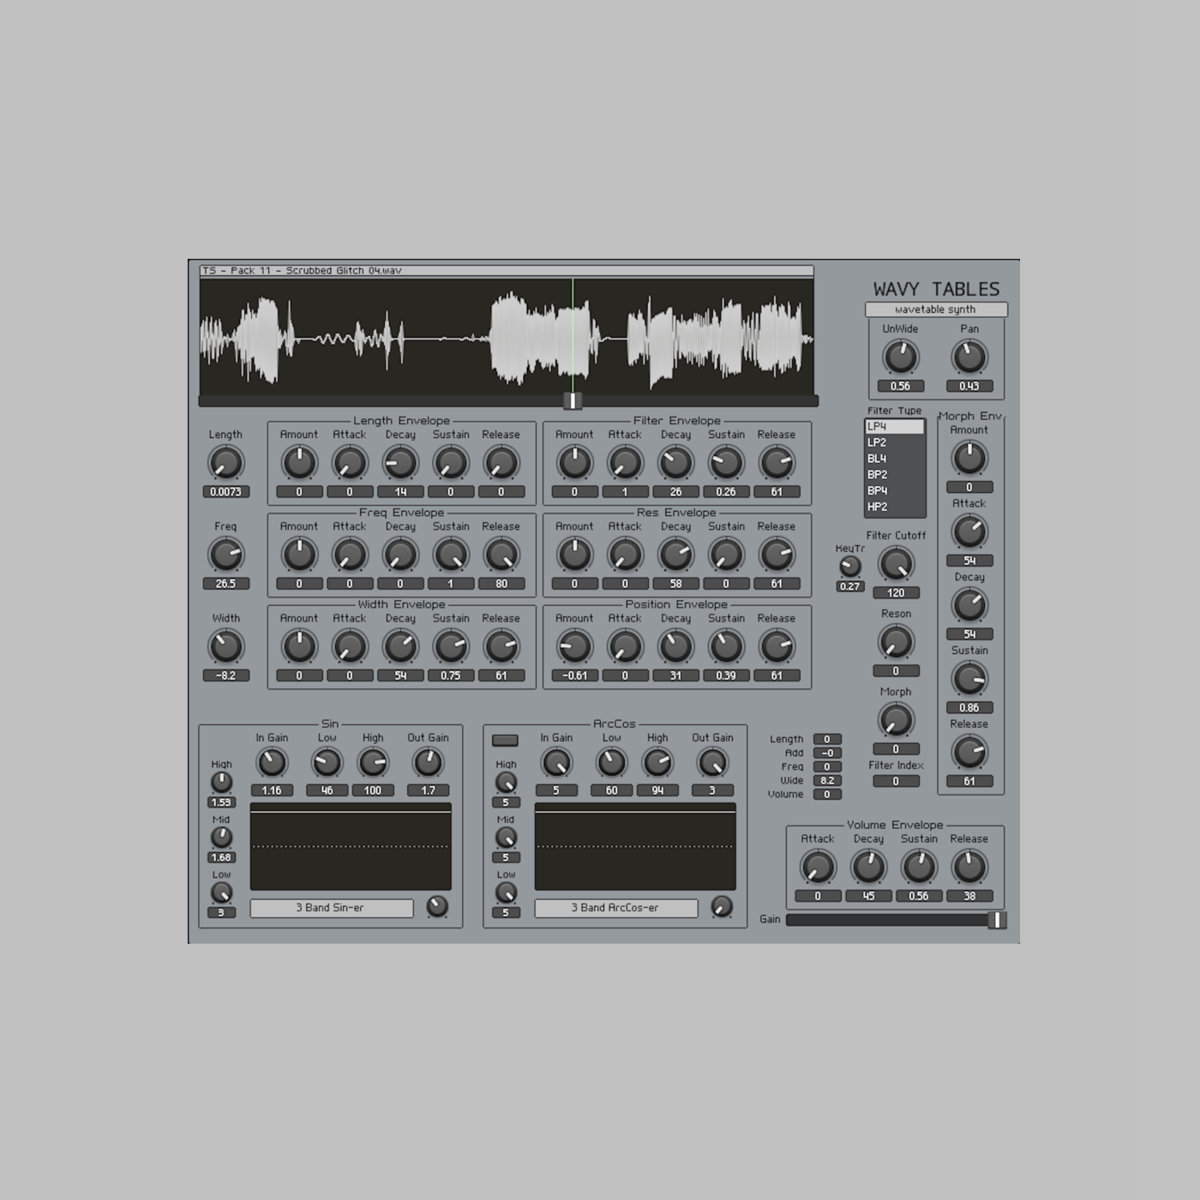 TS - Pack 11 - Scrubbed Glitch 04.wav
WAVY TABLES
wavetable synth
UnWide Pan
0.56 0.43
Length Envelope
Length Amount Attack Decay Sustain Release
0.0073 0 0 14 0 0
Filter Envelope
Amount Attack Decay Sustain Release
0 1 26 0.26 61
Freq Envelope
Freq Amount Attack Decay Sustain Release
26.5 0 0 0 1 80
Res Envelope
Amount Attack Decay Sustain Release
0 0 58 0 61
Width Envelope
Width Amount Attack Decay Sustain Release
-8.2 0 0 54 0.75 61
Position Envelope
Amount Attack Decay Sustain Release
-0.61 0 31 0.39 61
Filter Type
LP4
LP2
BL4
BP2
BP4
HP2
KeyTr
0.27
Filter Cutoff
120
Reson
0
Morph
0
Filter Index
0
Morph Env
Amount
0
Attack
54
Decay
54
Sustain
0.86
Release
61
Sin
In Gain Low High Out Gain
1.16 46 100 1.7
High
1.53
Mid
1.68
Low
3
3 Band Sin-er
ArcCos
In Gain Low High Out Gain
5 60 94 3
High
5
Mid
5
Low
5
3 Band ArcCos-er
Length 0
Add -0
Freq 0
Wide 8.2
Volume 0
Volume Envelope
Attack Decay Sustain Release
0 45 0.56 38
Gain